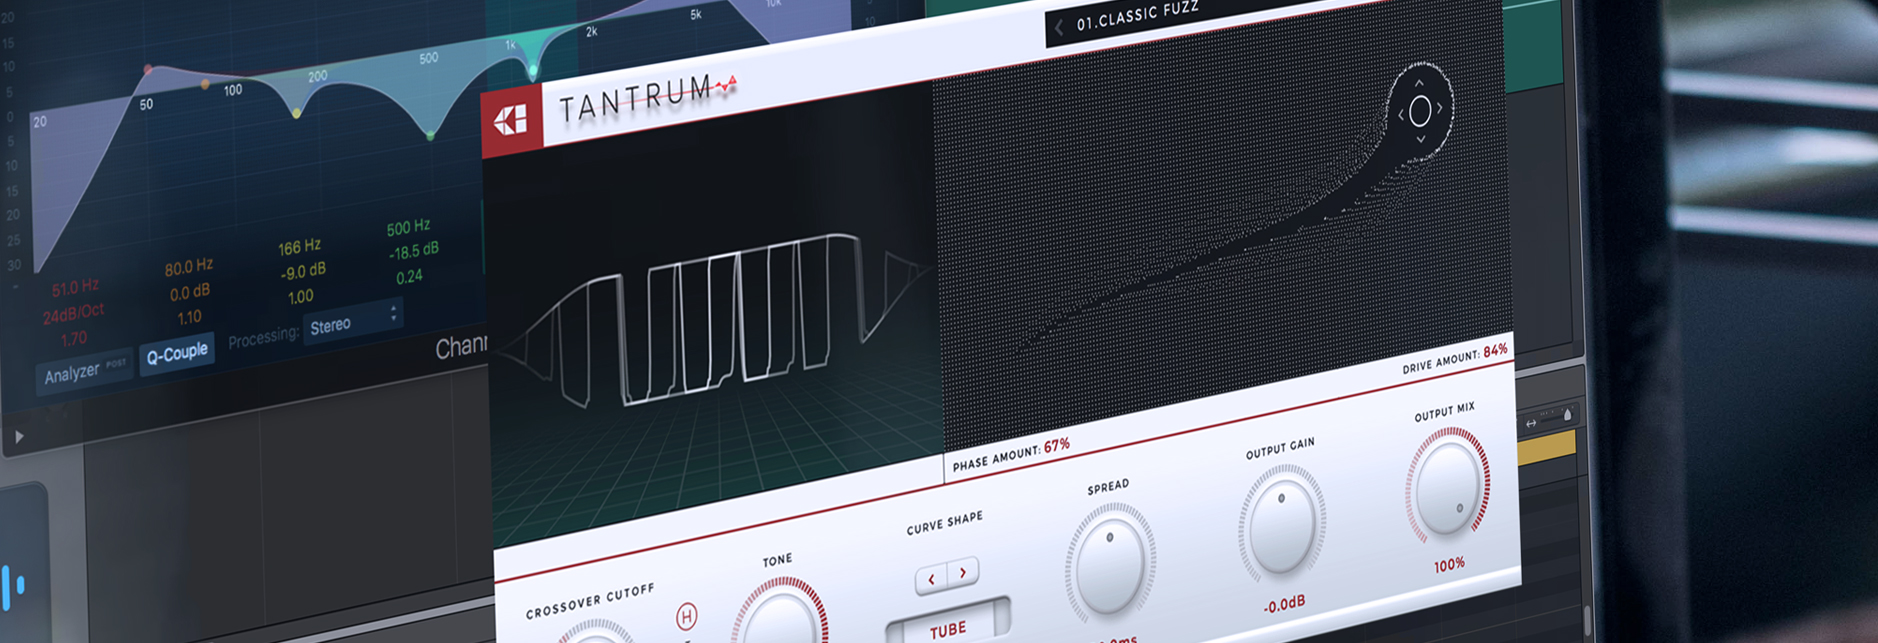 20
15
10
5
0
5
10
15
20
25
30
20
50
100
200
500
1k
2k
5k
10k
5
10
51.0 Hz
24dB/Oct
1.70
80.0 Hz
0.0 dB
1.10
166 Hz
-9.0 dB
1.00
500 Hz
-18.5 dB
0.24
Analyzer POST
Q-Couple
Processing: Stereo
TANTRUM
01.CLASSIC FUZZ
DRIVE AMOUNT: 84%
PHASE AMOUNT: 67%
CROSSOVER CUTOFF
H
TONE
CURVE SHAPE
TUBE
SPREAD
OUTPUT GAIN
-0.0dB
OUTPUT MIX
100%